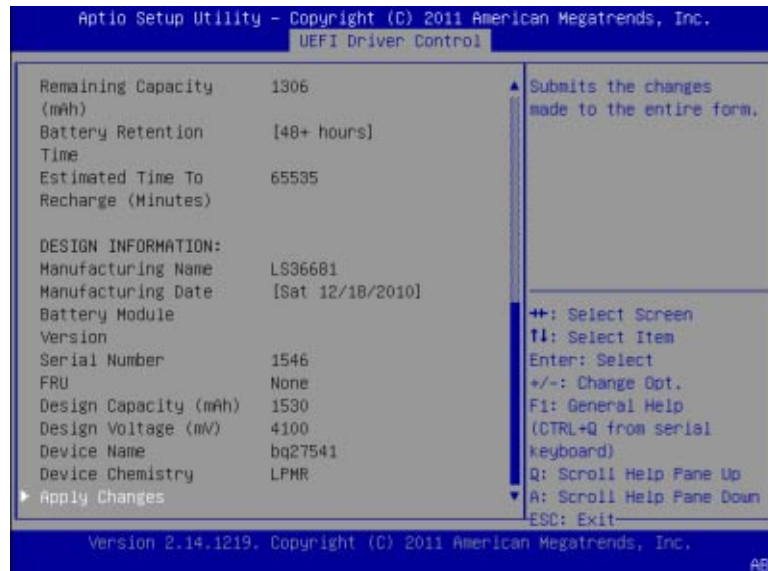 Aptio Setup Utility – Copyright (C) 2011 American Megatrends, Inc.
UEFI Driver Control
Remaining Capacity 1306
(mAh)
Battery Retention [48+ hours]
Time
Estimated Time To 65535
Recharge (Minutes)
DESIGN INFORMATION:
Manufacturing Name LS36681
Manufacturing Date [Sat 12/18/2010]
Battery Module
Version
Serial Number 1546
FRU None
Design Capacity (mAh) 1530
Design Voltage (mV) 4100
Device Name bq27541
Device Chemistry LPMR
Apply Changes
Submits the changes
made to the entire form.
→←: Select Screen
↑↓: Select Item
Enter: Select
+/-: Change Opt.
F1: General Help
(CTRL+Q from serial
keyboard)
Q: Scroll Help Pane Up
A: Scroll Help Pane Down
ESC: Exit
Version 2.14.1219. Copyright (C) 2011 American Megatrends, Inc.
AB